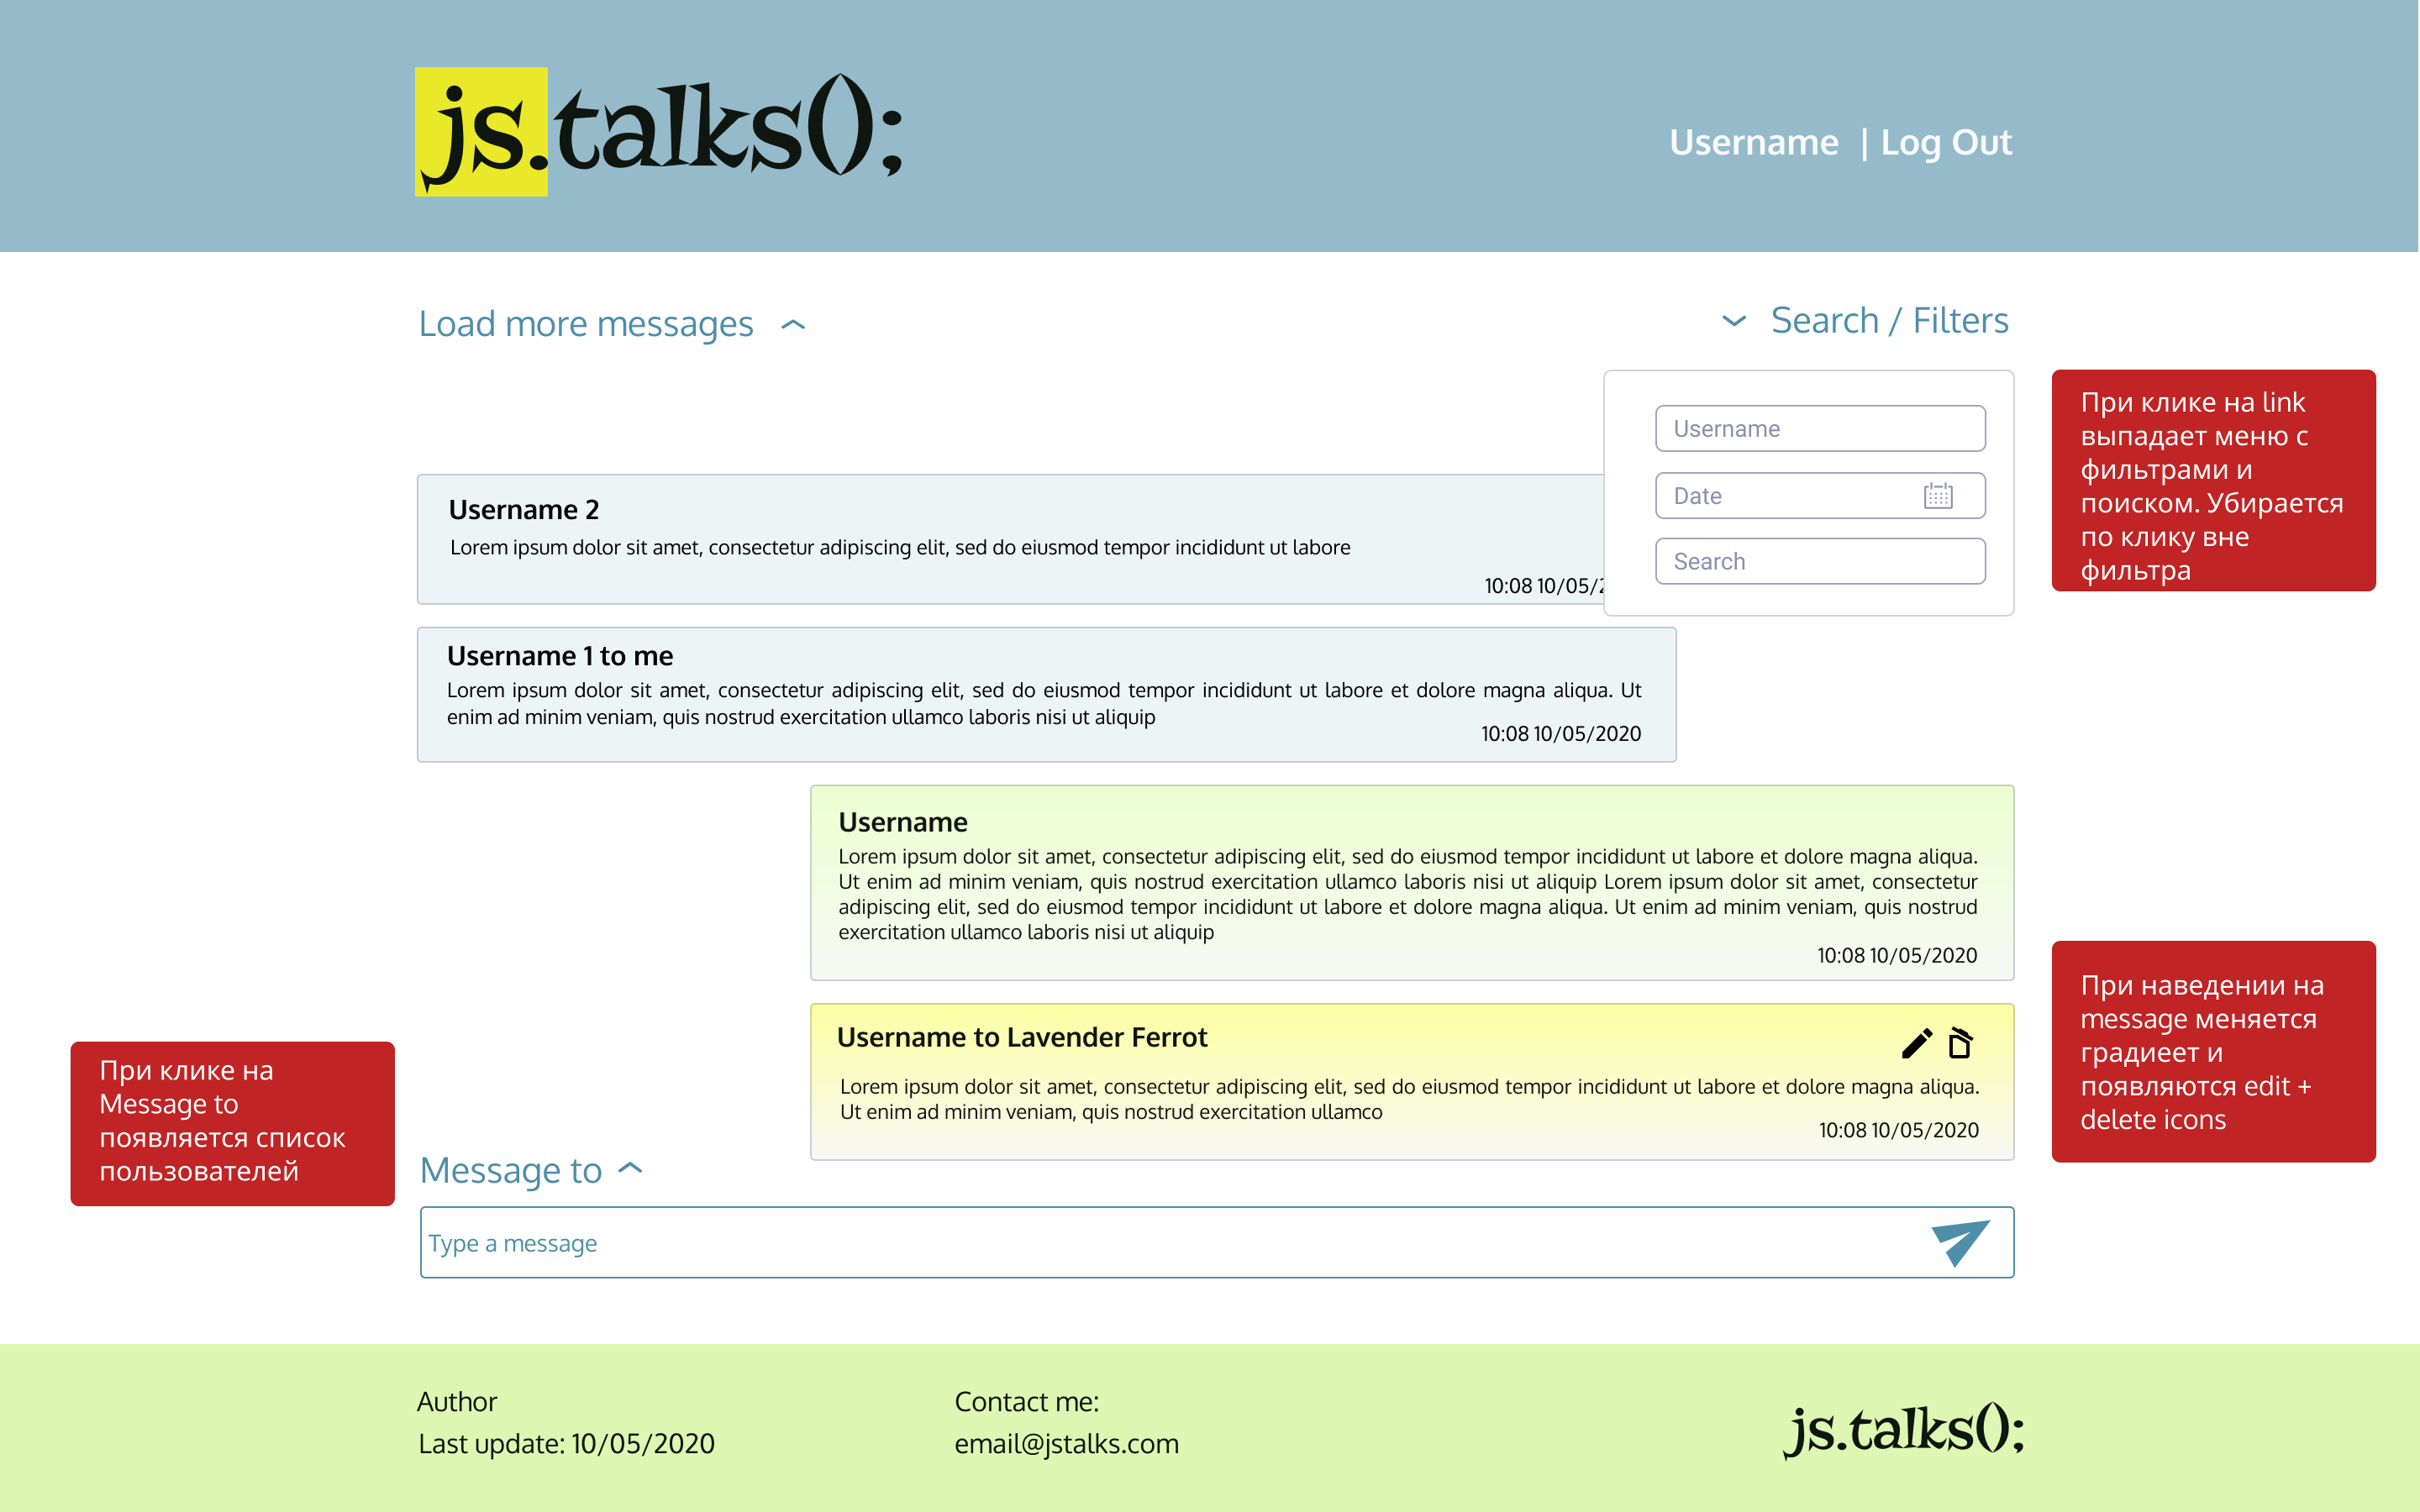 js.talks();
Username | Log Out
Load more messages
Search / Filters
Username
Date
Search
При клике на link
выпадает меню с
фильтрами и
поиском. Убирается
по клику вне
фильтра
Username 2
Lorem ipsum dolor sit amet, consectetur adipiscing elit, sed do eiusmod tempor incididunt ut labore
10:08 10/05/2
Username 1 to me
Lorem ipsum dolor sit amet, consectetur adipiscing elit, sed do eiusmod tempor incididunt ut labore et dolore magna aliqua. Ut
enim ad minim veniam, quis nostrud exercitation ullamco laboris nisi ut aliquip
10:08 10/05/2020
Username
Lorem ipsum dolor sit amet, consectetur adipiscing elit, sed do eiusmod tempor incididunt ut labore et dolore magna aliqua.
Ut enim ad minim veniam, quis nostrud exercitation ullamco laboris nisi ut aliquip Lorem ipsum dolor sit amet, consectetur
adipiscing elit, sed do eiusmod tempor incididunt ut labore et dolore magna aliqua. Ut enim ad minim veniam, quis nostrud
exercitation ullamco laboris nisi ut aliquip
10:08 10/05/2020
Username to Lavender Ferrot
Lorem ipsum dolor sit amet, consectetur adipiscing elit, sed do eiusmod tempor incididunt ut labore et dolore magna aliqua.
Ut enim ad minim veniam, quis nostrud exercitation ullamco
10:08 10/05/2020
При наведении на
message меняется
градиеет и
появляются edit +
delete icons
При клике на
Message to
появляется список
пользователей
Message to
Type a message
Author
Last update: 10/05/2020
Contact me:
email@jstalks.com
js.talks();